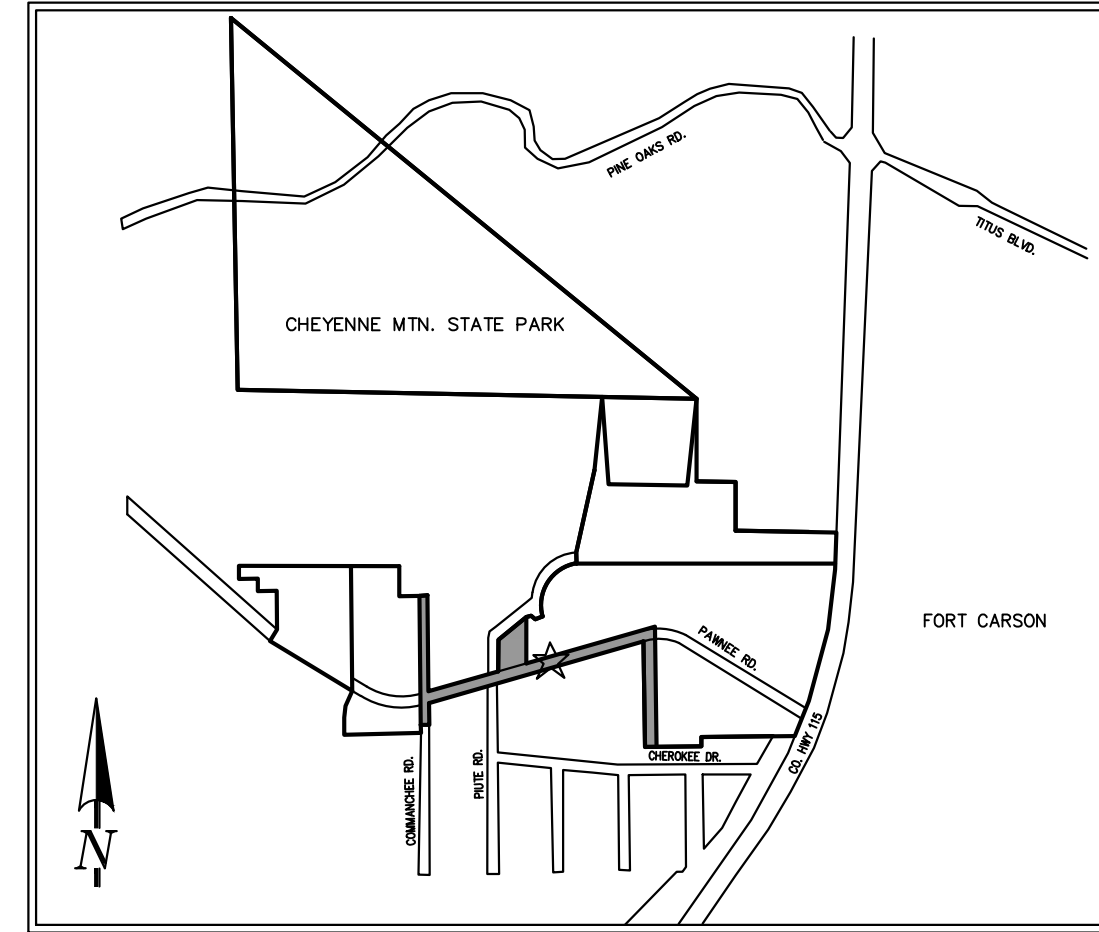 PINE OAKS RD.
TITUS BLVD.
CHEYENNE MTN. STATE PARK
FORT CARSON
PAWNEE RD.
CO. HWY 115
CHEROKEE DR.
COMMANCHEE RD.
PIUTE RD.
N